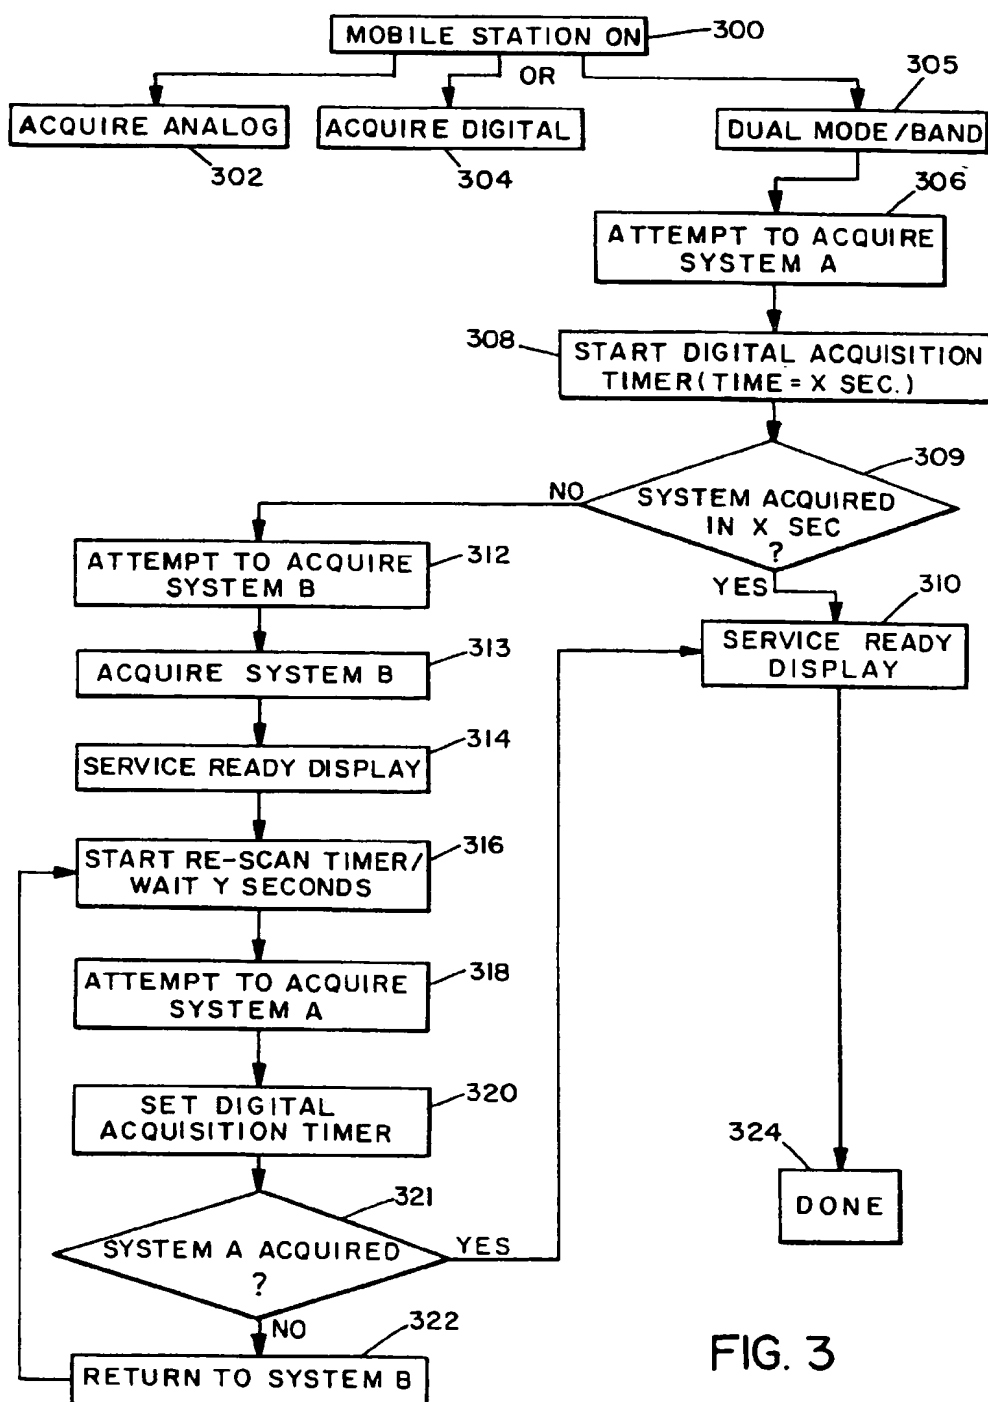 MOBILE STATION ON
300
OR
305
ACQUIRE ANALOG
ACQUIRE DIGITAL
DUAL MODE/BAND
302
304
306
ATTEMPT TO ACQUIRE
SYSTEM A
308
START DIGITAL ACQUISITION
TIMER (TIME = X SEC.)
309
NO
SYSTEM ACQUIRED
IN X SEC
?
YES
312
ATTEMPT TO ACQUIRE
SYSTEM B
310
SERVICE READY
DISPLAY
313
ACQUIRE SYSTEM B
314
SERVICE READY DISPLAY
316
START RE-SCAN TIMER/
WAIT Y SECONDS
318
ATTEMPT TO ACQUIRE
SYSTEM A
320
SET DIGITAL
ACQUISITION TIMER
324
DONE
321
SYSTEM A ACQUIRED
?
YES
NO
322
RETURN TO SYSTEM B
FIG. 3